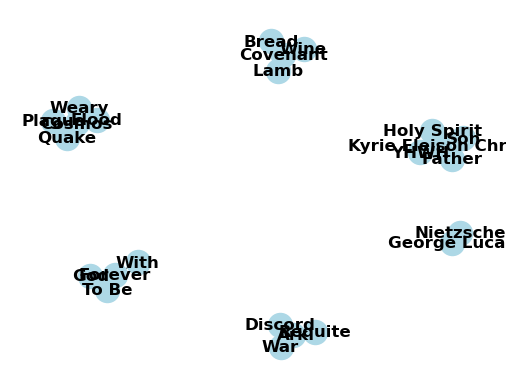 Bread
Wine
Covenant
Lamb
Weary
Plague
Flood
Cosmos
Quake
Holy Spirit
Son
Kyrie Eleison Chr
YHWH
Father
Nietzsche
George Luca
With
God
Forever
To Be
Discord
Requite
War